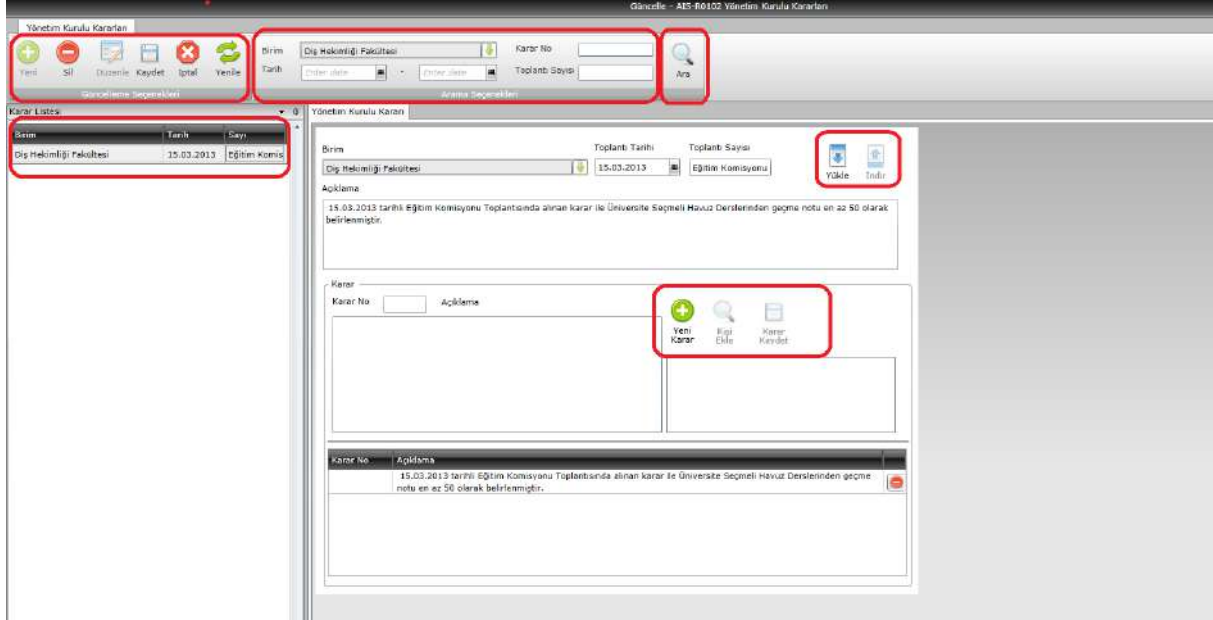 Güncelle - AIS-R0102 Yönetim Kurulu Kararları
Yönetim Kurulu Kararları
Yeni Sil Düzenle Kaydet İptal Yenile
Güncelleme Seçenekleri
Birim Diş Hekimliği Fakültesi Karar No
Tarih Enter date - Enter date Toplantı Sayısı
Arama Seçenekleri
Ara
Karar Listesi
Birim Tarih Sayı
Diş Hekimliği Fakültesi 15.03.2013 Eğitim Komis
Yönetim Kurulu Kararı
Birim Toplantı Tarihi Toplantı Sayısı
Diş Hekimliği Fakültesi 15.03.2013 Eğitim Komisyonu
Yükle İndir
Açıklama
15.03.2013 tarihli Eğitim Komisyonu Toplantısında alınan karar ile Üniversite Seçmeli Havuz Derslerinden geçme notu en az 50 olarak
belirlenmiştir.
Karar
Karar No Açıklama
Yeni Karar Kişi Ekle Karar Kaydet
Karar No Açıklama
15.03.2013 tarihli Eğitim Komisyonu Toplantısında alınan karar ile Üniversite Seçmeli Havuz Derslerinden geçme
notu en az 50 olarak belirlenmiştir.